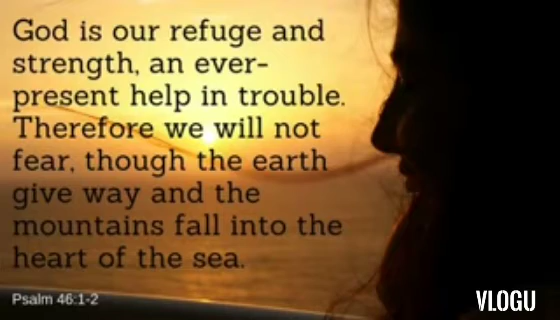 God is our refuge and
strength, an ever-
present help in trouble.
Therefore we will not
fear, though the earth
give way and the
mountains fall into the
heart of the sea.
Psalm 46:1-2
VLOGU